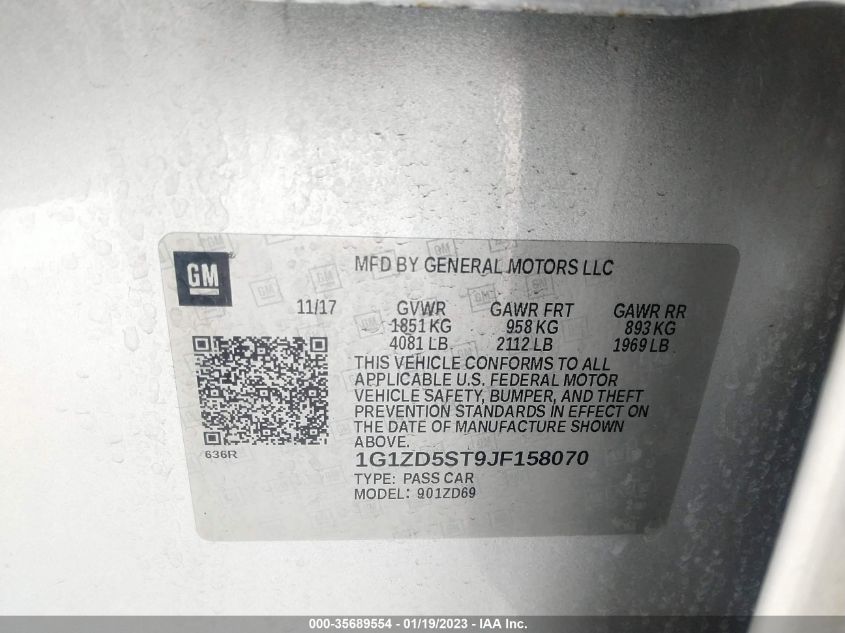 GM
MFD BY GENERAL MOTORS LLC
11/17 GVWR GAWR FRT GAWR RR
1851 KG 958 KG 893 KG
4081 LB 2112 LB 1969 LB
THIS VEHICLE CONFORMS TO ALL
APPLICABLE U.S. FEDERAL MOTOR
VEHICLE SAFETY, BUMPER, AND THEFT
PREVENTION STANDARDS IN EFFECT ON
THE DATE OF MANUFACTURE SHOWN
ABOVE.
636R
1G1ZD5ST9JF158070
TYPE: PASS CAR
MODEL: 901ZD69
000-35689554 - 01/19/2023 - IAA Inc.